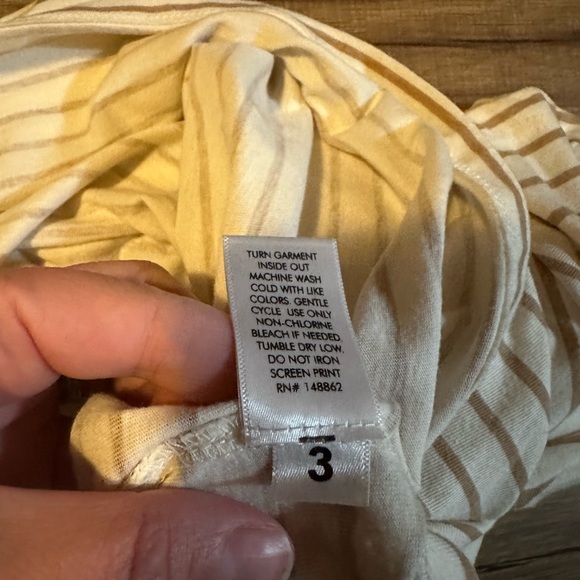 TURN GARMENT
INSIDE OUT
MACHINE WASH
COLD WITH LIKE
COLORS. GENTLE
CYCLE USE ONLY
NON-CHLORINE
BLEACH IF NEEDED.
TUMBLE DRY LOW.
DO NOT IRON
SCREEN PRINT
RN# 148862
3